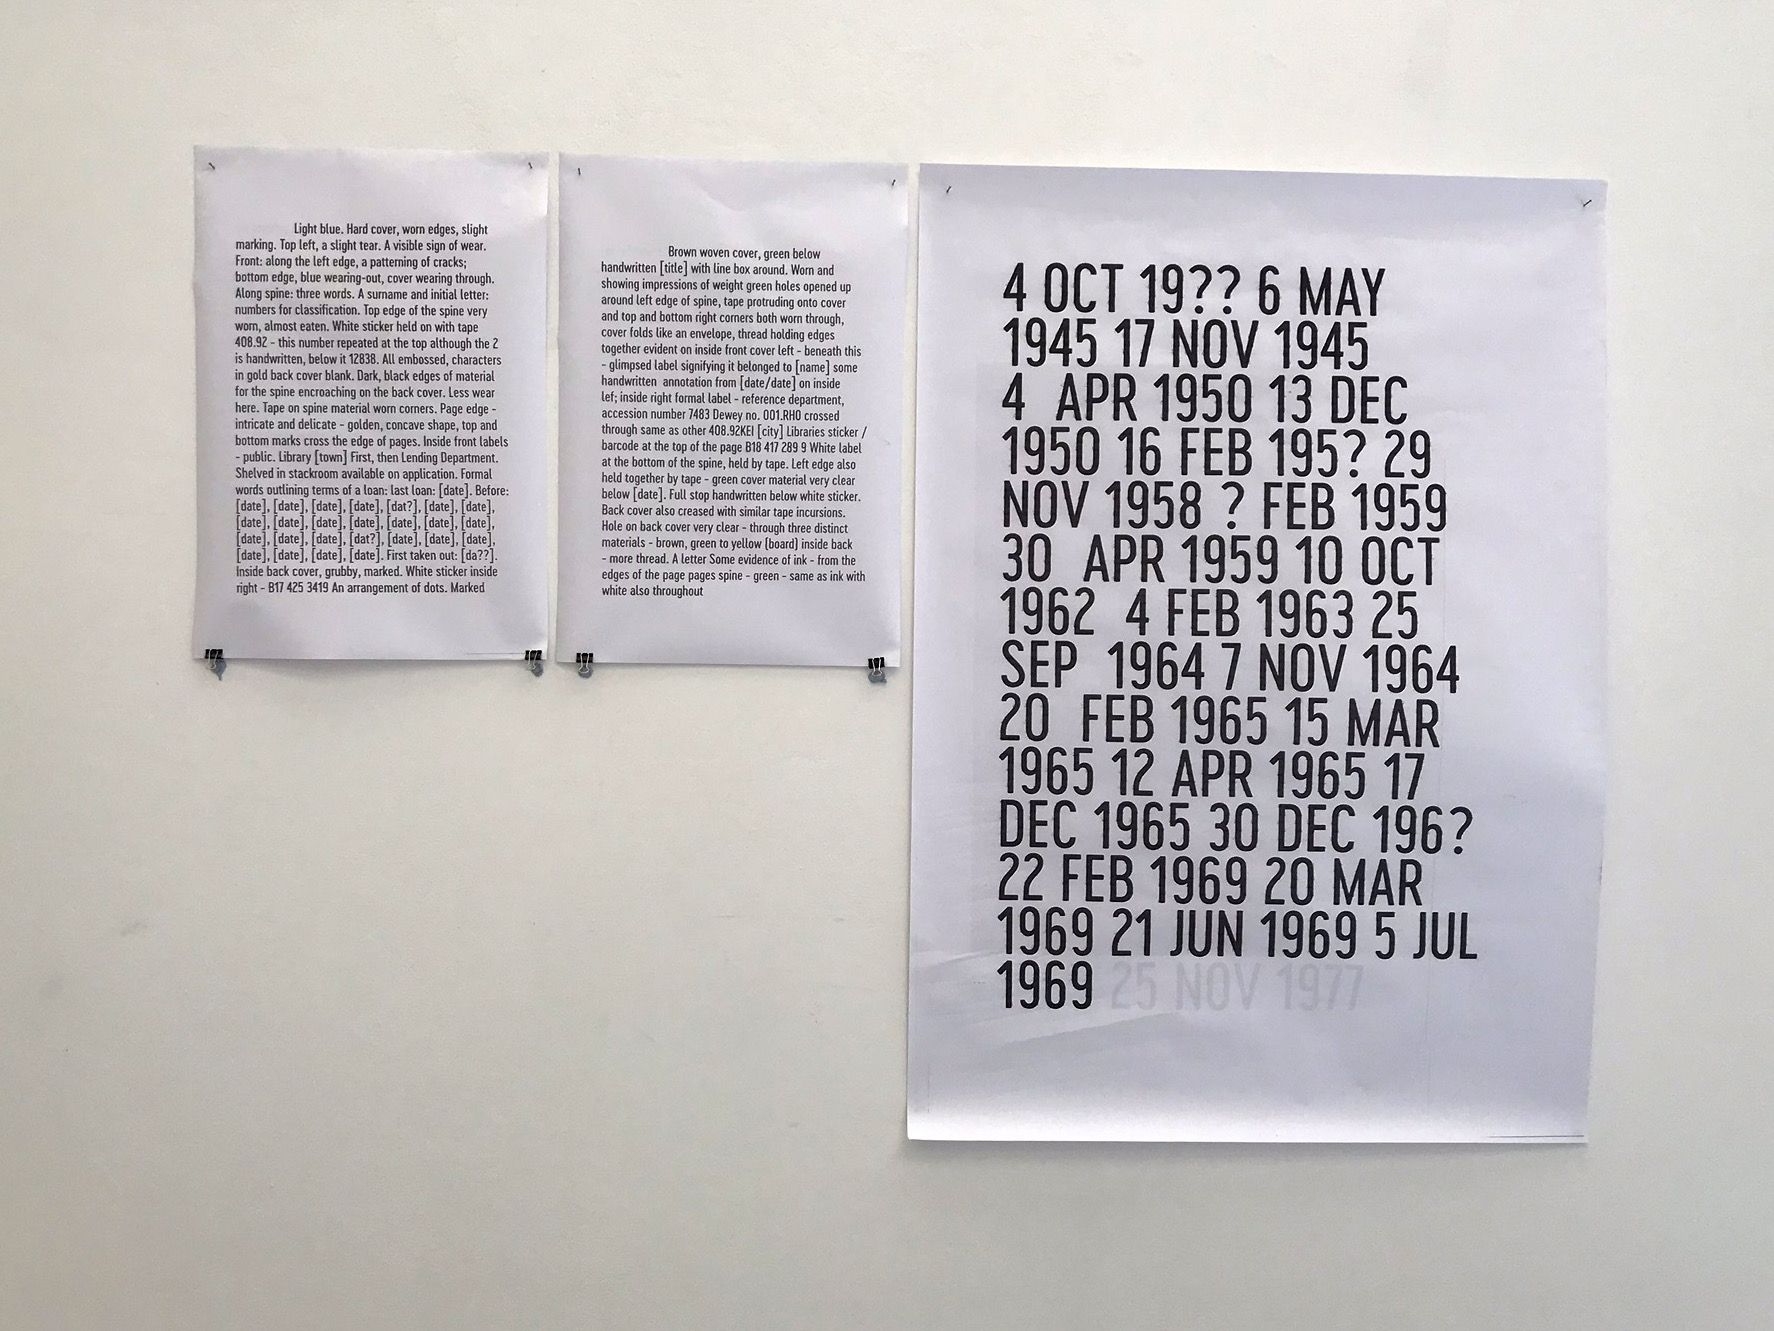 Light blue. Hard cover, worn edges, slight
marking. Top left, a slight tear. A visible sign of wear.
Front: along the left edge, a patterning of cracks;
bottom edge, blue wearing-out, cover wearing through.
Along spine: three words. A surname and initial letter:
numbers for classification. Top edge of the spine very
worn, almost eaten. White sticker held on with tape
408.92 - this number repeated at the top although the 2
is handwritten, below it 12838. All embossed, characters
in gold back cover blank. Dark, black edges of material
for the spine encroaching on the back cover. Less wear
here. Tape on spine material worn corners. Page edge -
intricate and delicate - golden, concave shape, top and
bottom marks cross the edge of pages. Inside front labels
- public. Library [town] First, then Lending Department.
Shelved in stackroom available on application. Formal
words outlining terms of a loan: last loan: [date]. Before:
[date], [date], [date], [date], [dat?], [date], [date],
[date], [date], [date], [date], [date], [date], [date],
[date], [date], [date], [dat?], [date], [date], [date],
[date], [date], [date], [date]. First taken out: [da??].
Inside back cover, grubby, marked. White sticker inside
right - B17 425 3419 An arrangement of dots. Marked
Brown woven cover, green below
handwritten [title] with line box around. Worn and
showing impressions of weight green holes opened up
around left edge of spine, tape protruding onto cover
and top and bottom right corners both worn through,
cover folds like an envelope, thread holding edges
together evident on inside front cover left - beneath this
- glimpsed label signifying it belonged to [name] some
handwritten annotation from [date/date] on inside
lef; inside right formal label - reference department,
accession number 7483 Dewey no. 001.RH0 crossed
through same as other 408.92KEI [city] Libraries sticker /
barcode at the top of the page B18 417 289 9 White label
at the bottom of the spine, held by tape. Left edge also
held together by tape - green cover material very clear
below [date]. Full stop handwritten below white sticker.
Back cover also creased with similar tape incursions.
Hole on back cover very clear - through three distinct
materials - brown, green to yellow (board) inside back
- more thread. A letter Some evidence of ink - from the
edges of the page pages spine - green - same as ink with
white also throughout
4 OCT 19?? 6 MAY
1945 17 NOV 1945
4 APR 1950 13 DEC
1950 16 FEB 195? 29
NOV 1958 ? FEB 1959
30 APR 1959 10 OCT
1962 4 FEB 1963 25
SEP 1964 7 NOV 1964
20 FEB 1965 15 MAR
1965 12 APR 1965 17
DEC 1965 30 DEC 196?
22 FEB 1969 20 MAR
1969 21 JUN 1969 5 JUL
1969 25 NOV 1977